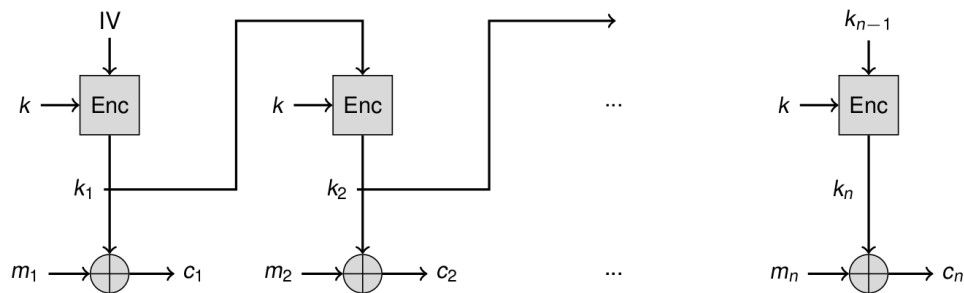 IV k_{n−1}
k Enc k Enc ... k Enc
k_1 k_2 k_n
m_1 c_1 m_2 c_2 ... m_n c_n